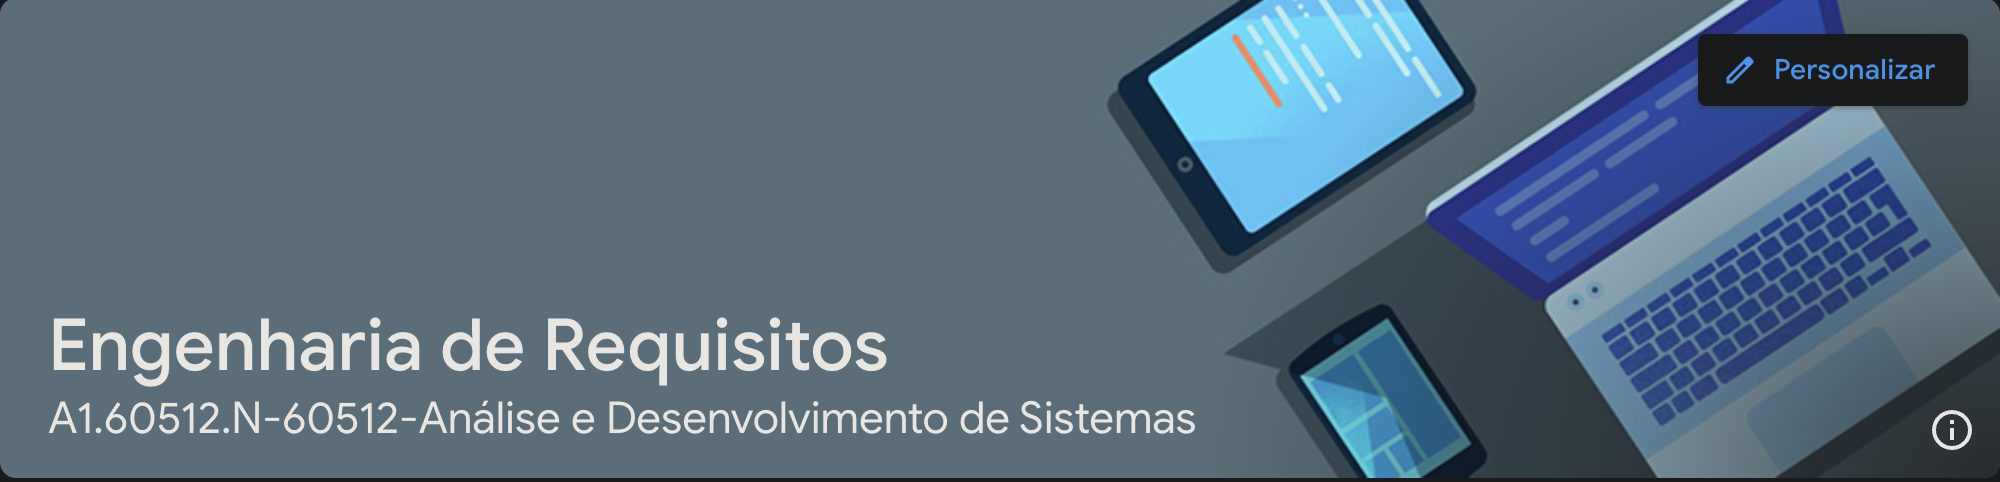 Personalizar
Engenharia de Requisitos
A1.60512.N-60512-Análise e Desenvolvimento de Sistemas